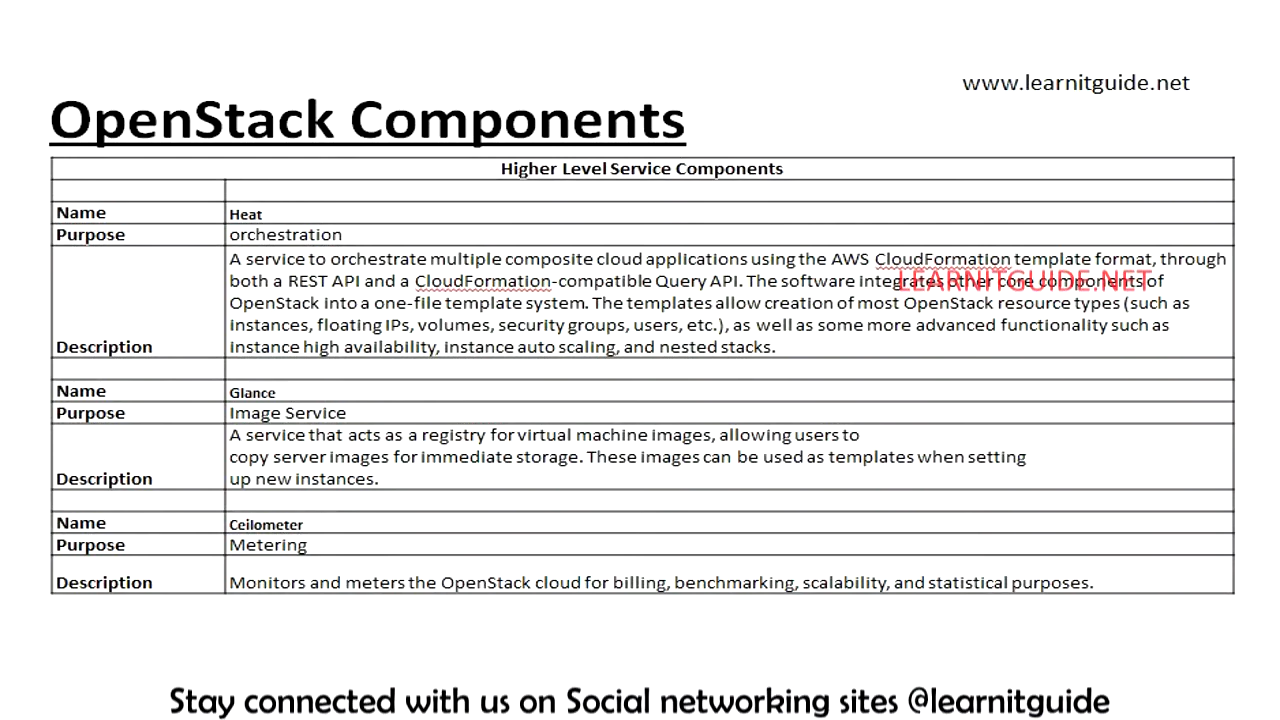 www.learnitguide.net
OpenStack Components
Higher Level Service Components
Name Heat
Purpose orchestration
A service to orchestrate multiple composite cloud applications using the AWS CloudFormation template format, through
both a REST API and a CloudFormation-compatible Query API. The software integrates other core components of
LEARNITGUIDE.NET
OpenStack into a one-file template system. The templates allow creation of most OpenStack resource types (such as
instances, floating IPs, volumes, security groups, users, etc.), as well as some more advanced functionality such as
Description instance high availability, instance auto scaling, and nested stacks.
Name Glance
Purpose Image Service
A service that acts as a registry for virtual machine images, allowing users to
copy server images for immediate storage. These images can be used as templates when setting
Description up new instances.
Name Ceilometer
Purpose Metering
Description Monitors and meters the OpenStack cloud for billing, benchmarking, scalability, and statistical purposes.
Stay connected with us on Social networking sites @learnitguide